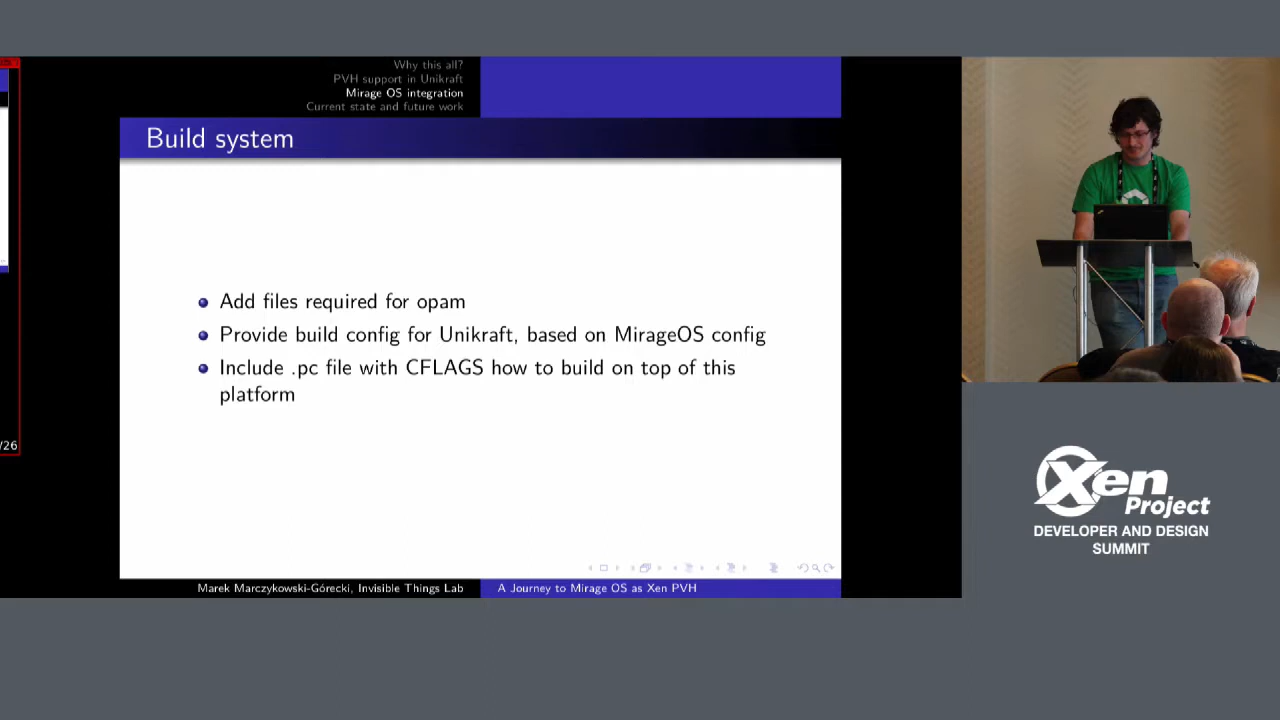 Why this all?
PVH support in Unikraft
Mirage OS integration
Current state and future work
Build system
Add files required for opam
Provide build config for Unikraft, based on MirageOS config
Include .pc file with CFLAGS how to build on top of this
platform
/26
Marek Marczykowski-Górecki, Invisible Things Lab
A Journey to Mirage OS as Xen PVH
Xen
Project
DEVELOPER AND DESIGN
SUMMIT